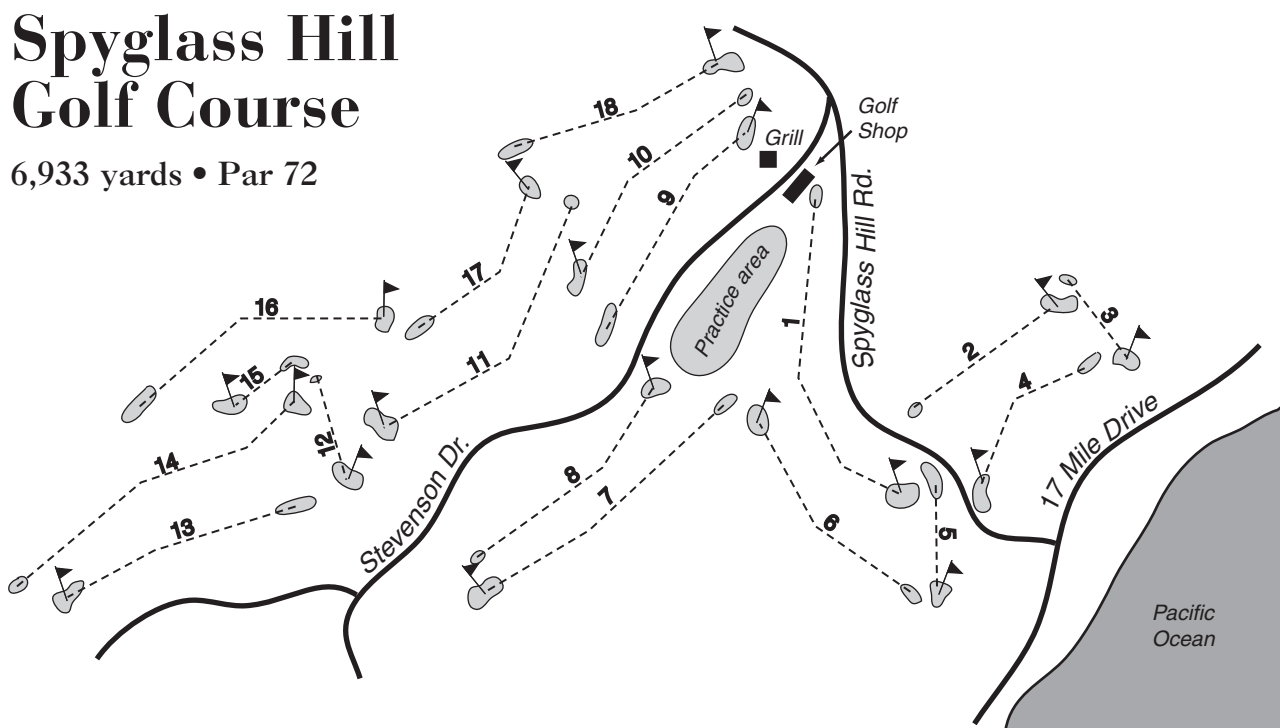 Spyglass Hill
Golf Course
6,933 yards • Par 72
18
10
9
Grill
Golf
Shop
17
16
15
11
14
12
13
Practice area
1
Spyglass Hill Rd.
2
3
4
8
7
6
5
Stevenson Dr.
17 Mile Drive
Pacific
Ocean